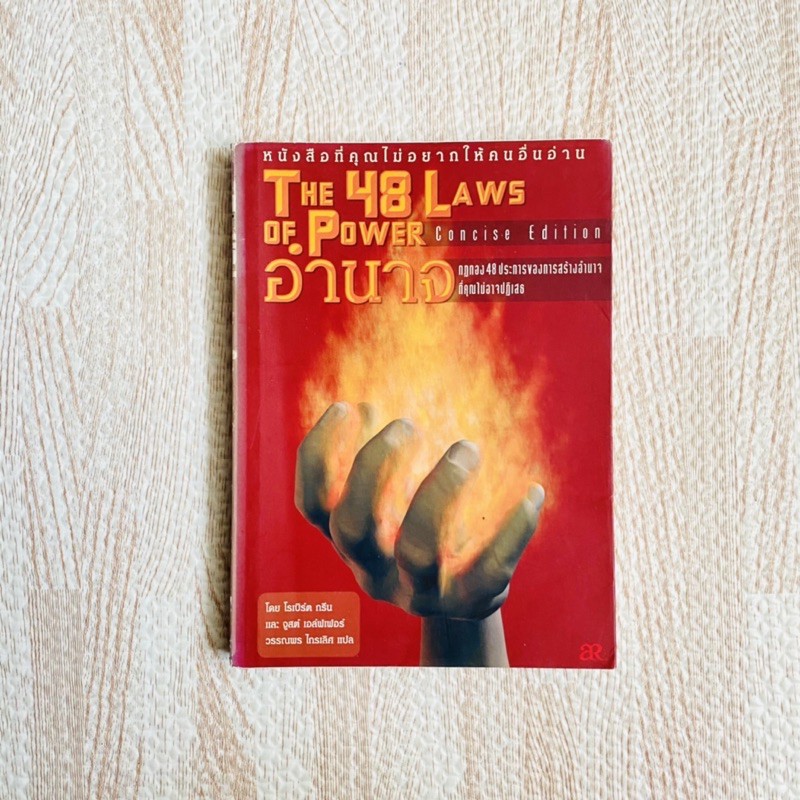 หนังสือที่คุณไม่อยากให้คนอื่นอ่าน
THE 48 LAWS
OF POWER Concise Edition
อำนาจ
กฎทอง 48 ประการของการสร้างอำนาจ
ที่คุณไม่อาจปฏิเสธ
โดย โรเบิร์ต กรีน
และ จูสต์ เอล์ฟเฟอร์
วรรณพร ไกรเลิศ แปล
aR